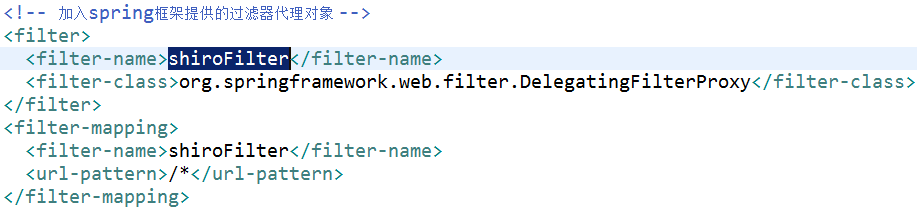 <!-- 加入spring框架提供的过滤器代理对象 -->
<filter>
<filter-name>shiroFilter</filter-name>
<filter-class>org.springframework.web.filter.DelegatingFilterProxy</filter-class>
</filter>
<filter-mapping>
<filter-name>shiroFilter</filter-name>
<url-pattern>/*</url-pattern>
</filter-mapping>